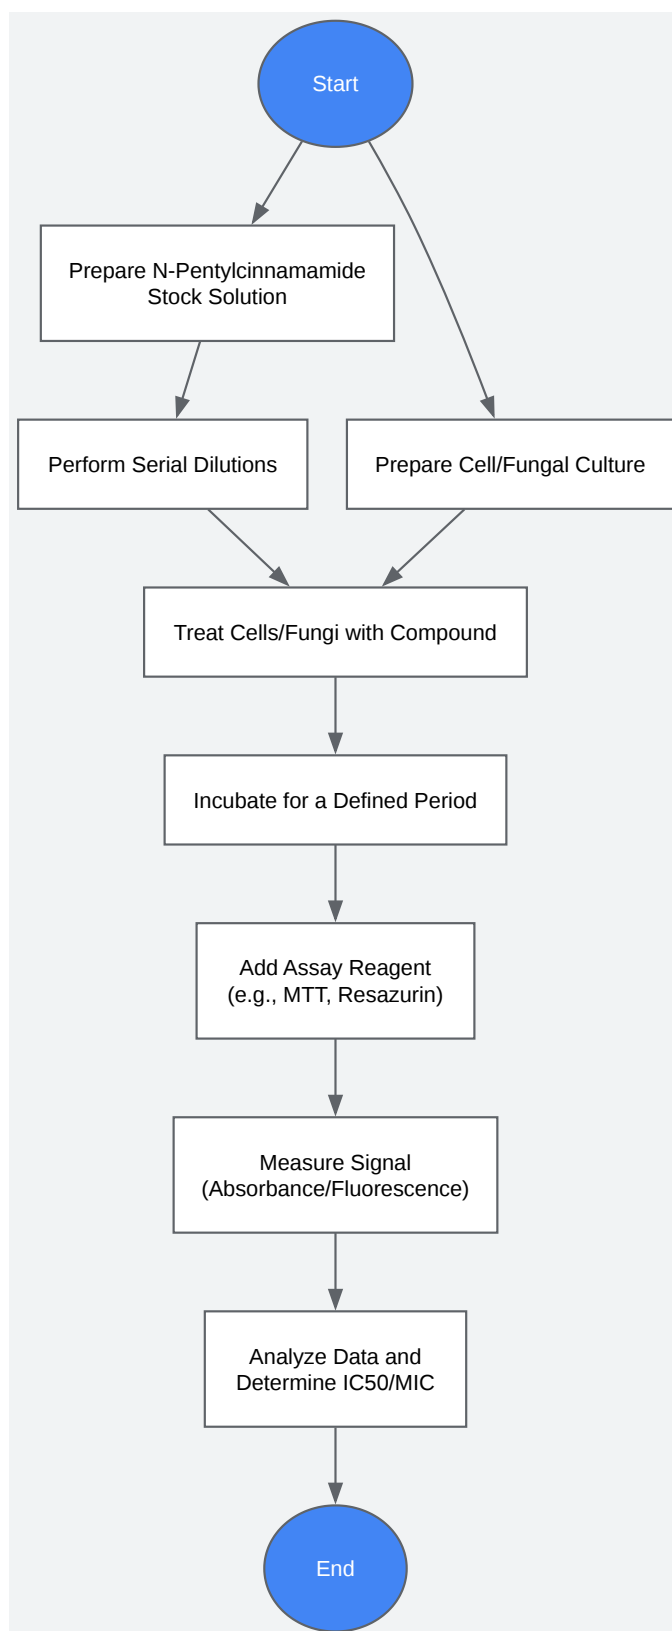 Start
Prepare N-Pentylcinnamamide
Stock Solution
Perform Serial Dilutions
Prepare Cell/Fungal Culture
Treat Cells/Fungi with Compound
Incubate for a Defined Period
Add Assay Reagent
(e.g., MTT, Resazurin)
Measure Signal
(Absorbance/Fluorescence)
Analyze Data and
Determine IC50/MIC
End